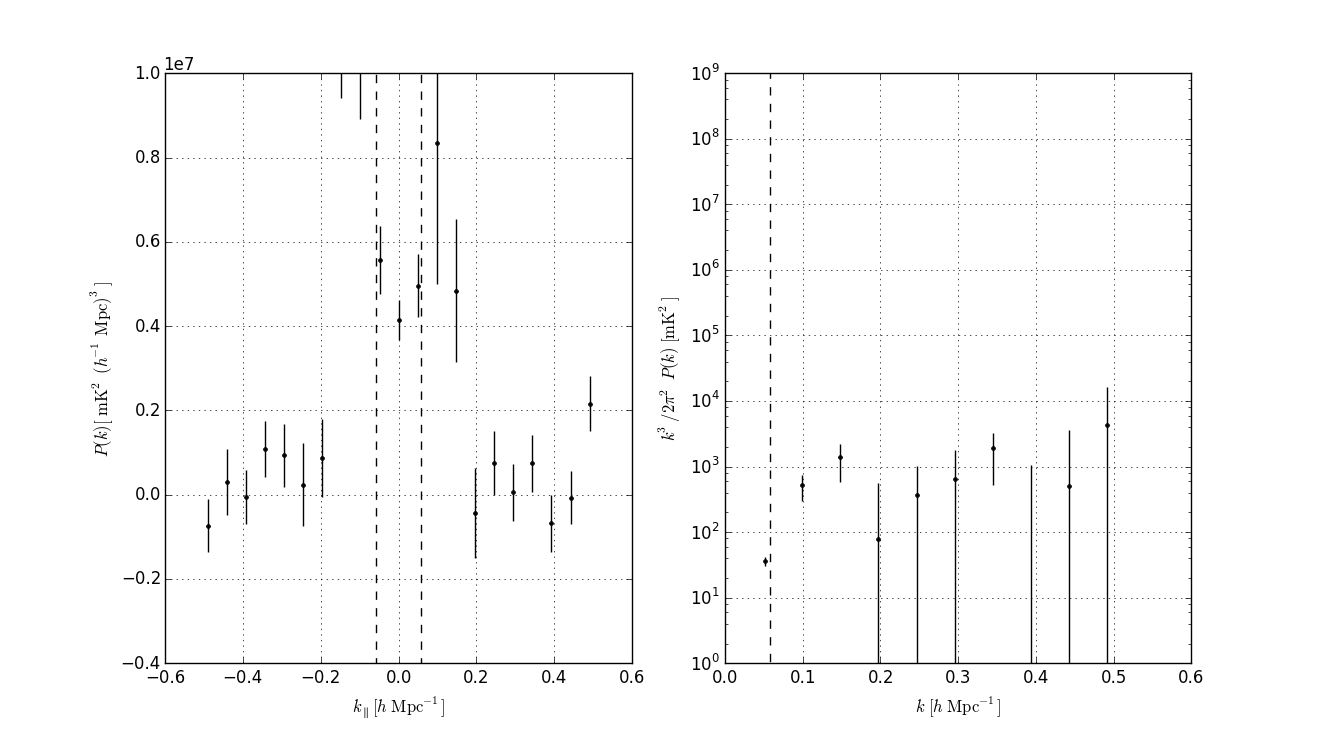 1e7
1.0
0.8
0.6
0.4
0.2
0.0
−0.2
−0.4
−0.6 −0.4 −0.2 0.0 0.2 0.4 0.6
k∥ [h Mpc⁻¹]
P(k)[ mK² (h⁻¹ Mpc)³ ]
10⁹
10⁸
10⁷
10⁶
10⁵
10⁴
10³
10²
10¹
10⁰
0.0 0.1 0.2 0.3 0.4 0.5 0.6
k [h Mpc⁻¹]
k³/2π² P(k) [mK²]